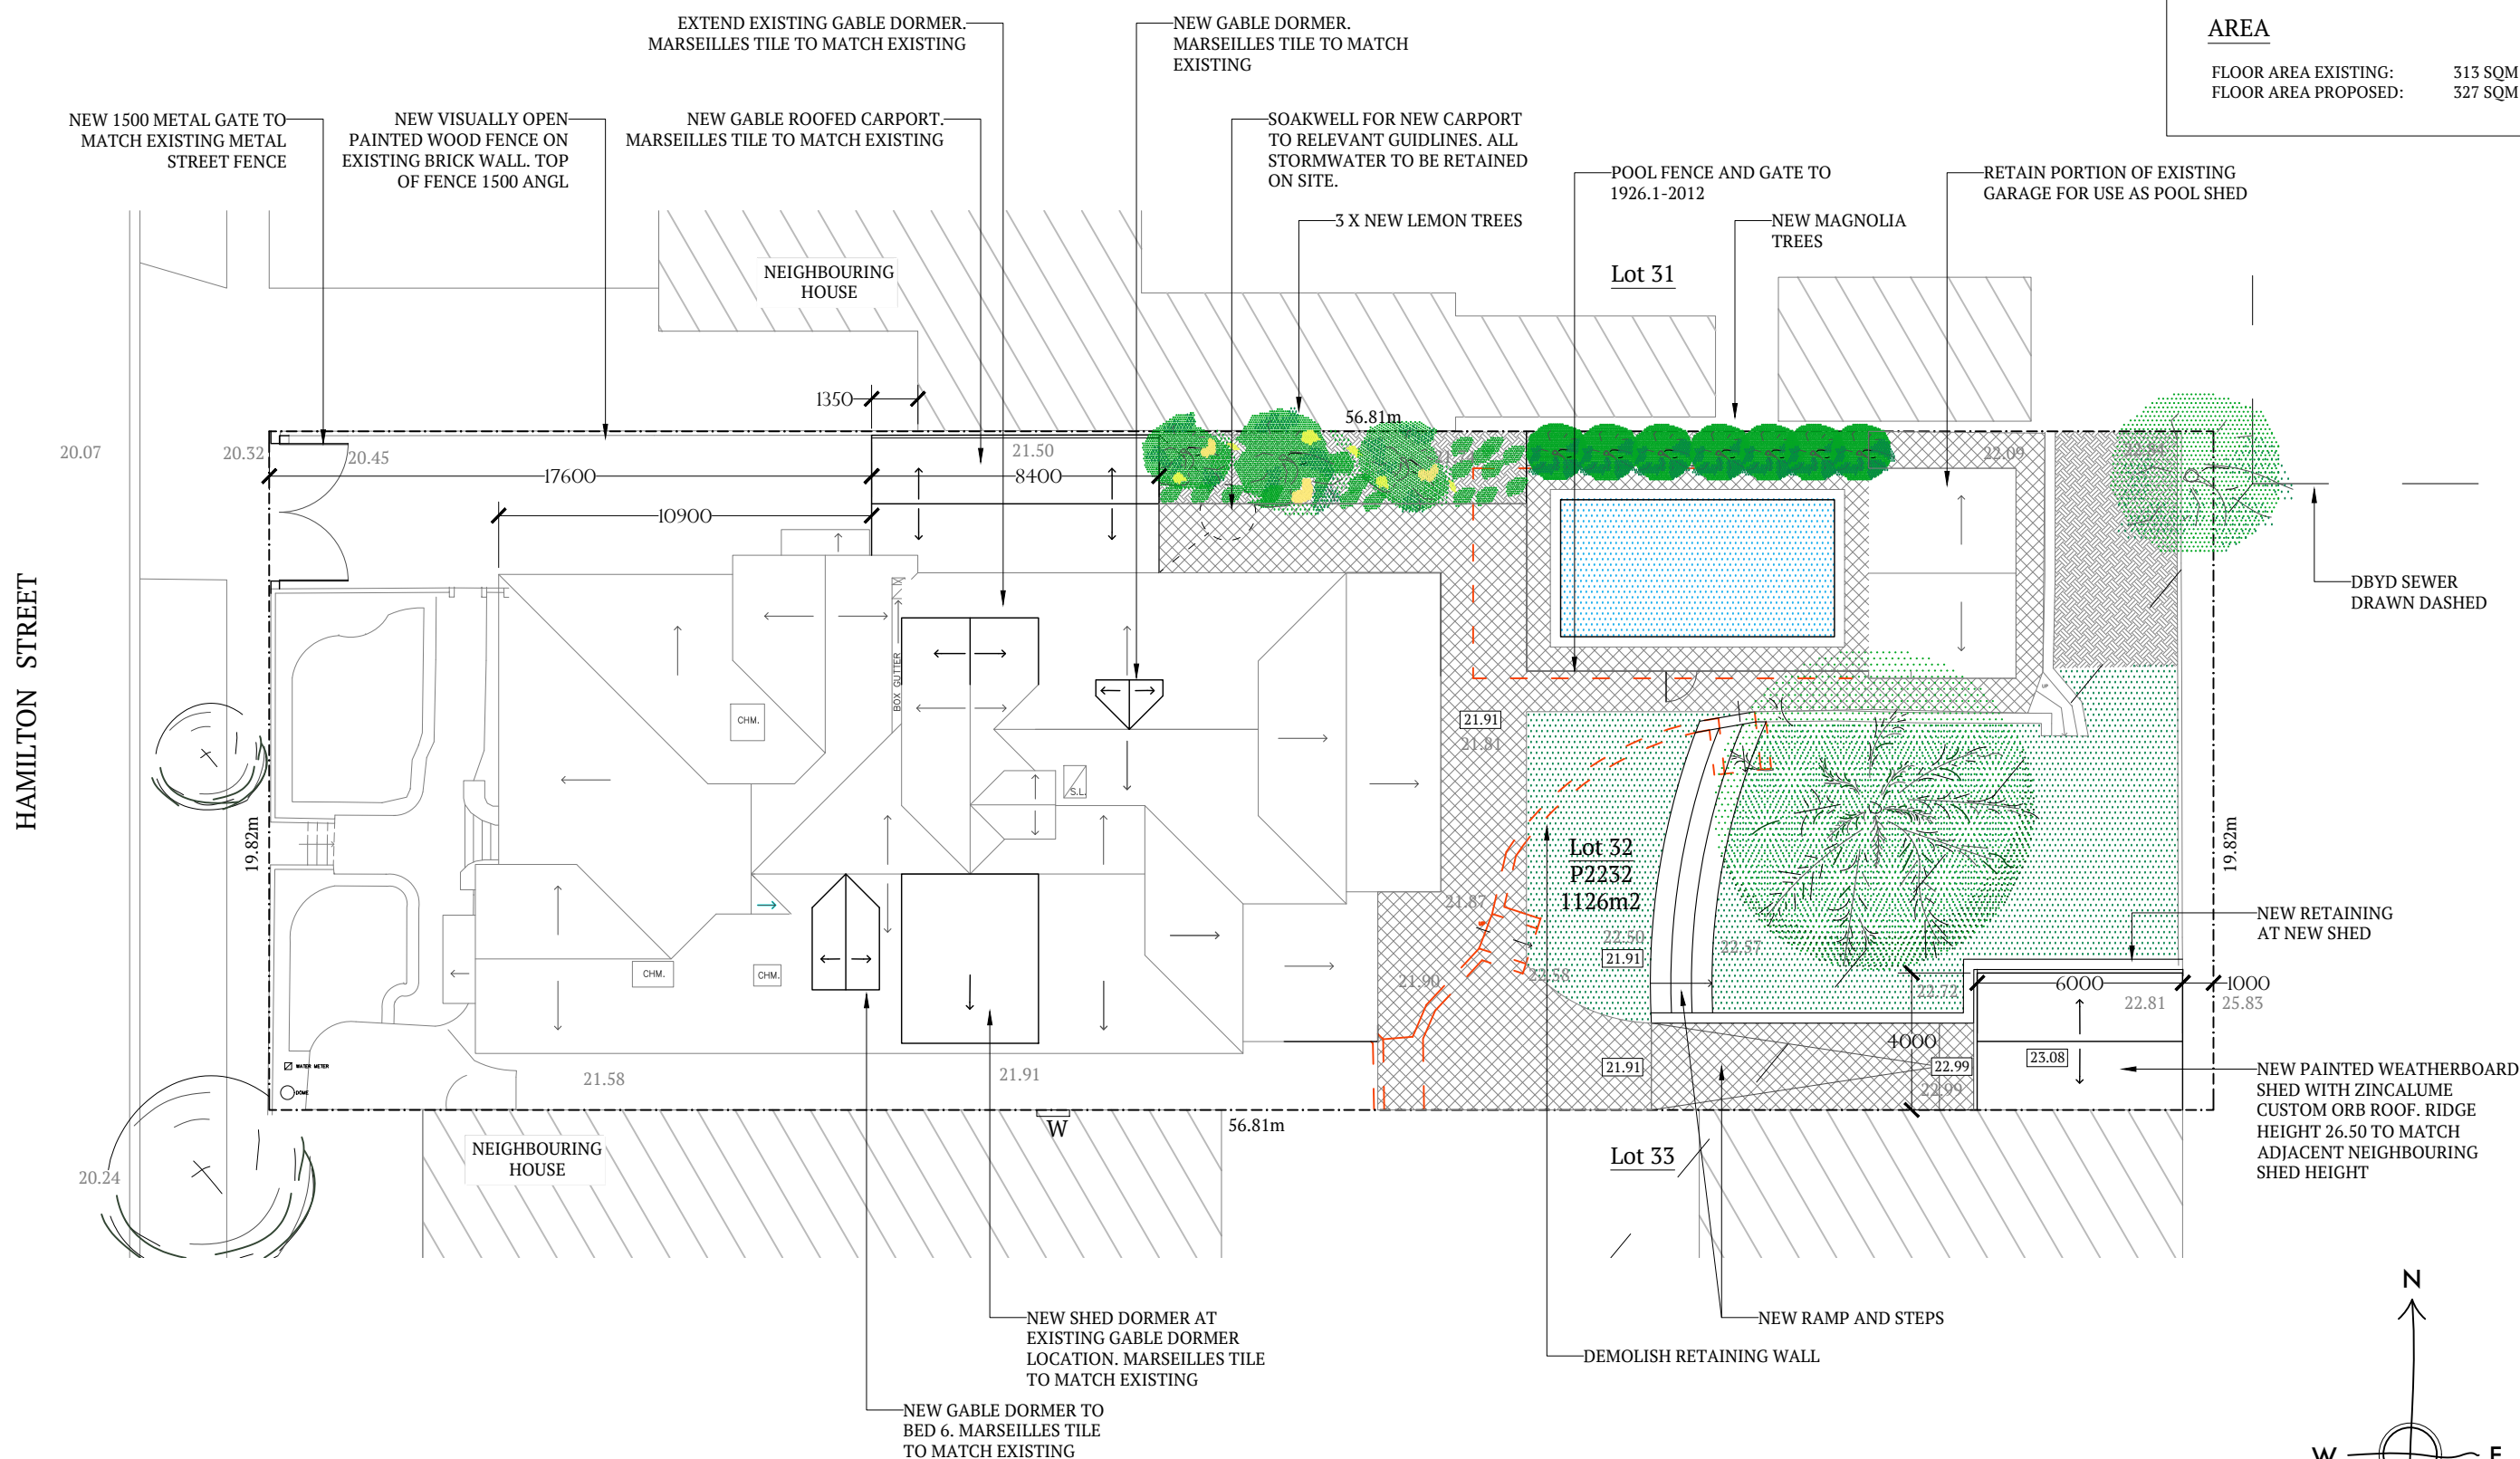 AREA
FLOOR AREA EXISTING: 313 SQM
FLOOR AREA PROPOSED: 327 SQM
EXTEND EXISTING GABLE DORMER.
MARSEILLES TILE TO MATCH EXISTING
NEW GABLE DORMER.
MARSEILLES TILE TO MATCH
EXISTING
NEW 1500 METAL GATE TO
MATCH EXISTING METAL
STREET FENCE
NEW VISUALLY OPEN
PAINTED WOOD FENCE ON
EXISTING BRICK WALL. TOP
OF FENCE 1500 ANGL
NEW GABLE ROOFED CARPORT.
MARSEILLES TILE TO MATCH EXISTING
SOAKWELL FOR NEW CARPORT
TO RELEVANT GUIDLINES. ALL
STORMWATER TO BE RETAINED
ON SITE.
3 X NEW LEMON TREES
POOL FENCE AND GATE TO
1926.1-2012
NEW MAGNOLIA
TREES
RETAIN PORTION OF EXISTING
GARAGE FOR USE AS POOL SHED
NEIGHBOURING
HOUSE
Lot 31
1350
56.81m
20.07
20.32
20.45
21.50
22.09
17600
8400
10900
DBYD SEWER
DRAWN DASHED
HAMILTON STREET
BOX GUTTER
CHM.
S.L.
UP
21.91
21.81
19.82m
19.82m
Lot 32
P2232
1126m2
21.87
22.50
21.91
22.57
22.58
21.90
CHM.
CHM.
NEW RETAINING
AT NEW SHED
6000
1000
22.72
22.81
25.83
4000
21.91
22.99
22.99
23.08
WATER METER
DOME
21.58
21.91
NEW PAINTED WEATHERBOARD
SHED WITH ZINCALUME
CUSTOM ORB ROOF. RIDGE
HEIGHT 26.50 TO MATCH
ADJACENT NEIGHBOURING
SHED HEIGHT
W
56.81m
NEIGHBOURING
HOUSE
Lot 33
20.24
NEW SHED DORMER AT
EXISTING GABLE DORMER
LOCATION. MARSEILLES TILE
TO MATCH EXISTING
NEW RAMP AND STEPS
DEMOLISH RETAINING WALL
NEW GABLE DORMER TO
BED 6. MARSEILLES TILE
TO MATCH EXISTING
N
W E